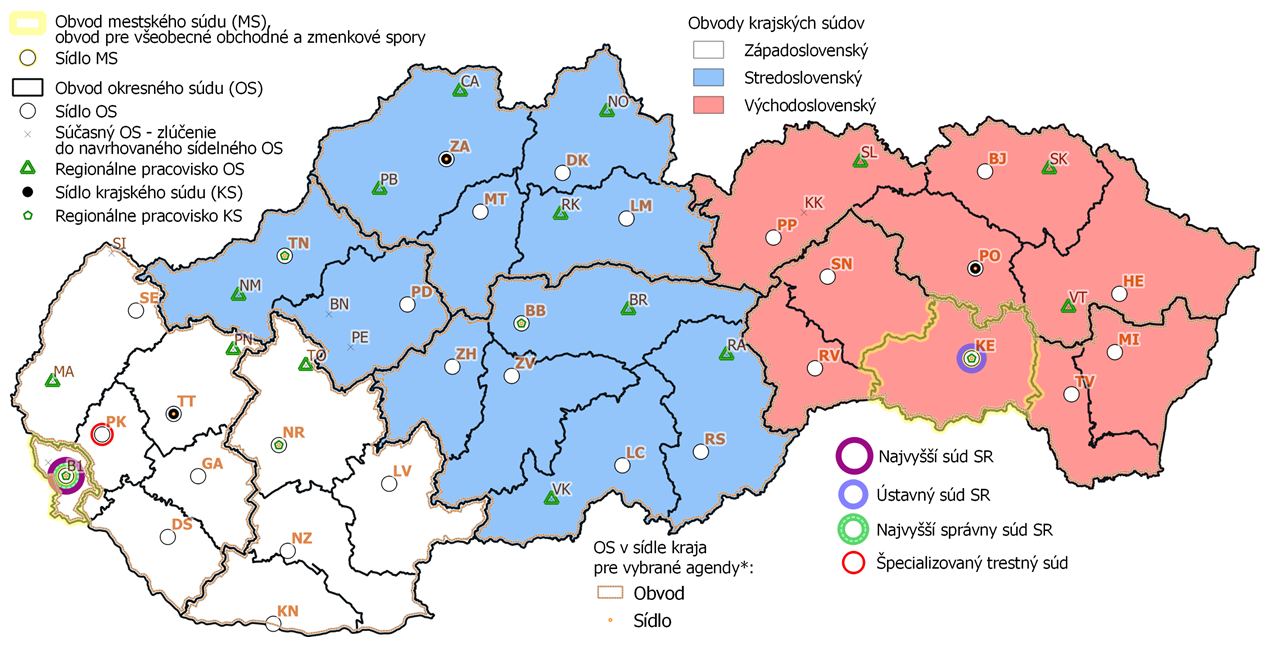 Obvod mestského súdu (MS),
obvod pre všeobecné obchodné a zmenkové spory
Sídlo MS
Obvod okresného súdu (OS)
Sídlo OS
Súčasný OS - zlúčenie
do navrhovaného sídelného OS
Regionálne pracovisko OS
Sídlo krajského súdu (KS)
Regionálne pracovisko KS
Obvody krajských súdov
Západoslovenský
Stredoslovenský
Východoslovenský
CA
NO
ZA
DK
PB
MT
RK
LM
SL
BJ
SK
KK
PP
SI
TN
NM
SE
BN
PD
PE
BB
BR
SN
PO
HE
VT
PN
TO
ZH
ZV
RA
RV
KE
MI
TV
MA
TT
PK
NR
GA
LV
B1
LC
RS
VK
DS
NZ
KN
Najvyšší súd SR
Ústavný súd SR
Najvyšší správny súd SR
Špecializovaný trestný súd
OS v sídle kraja
pre vybrané agendy*:
Obvod
Sídlo